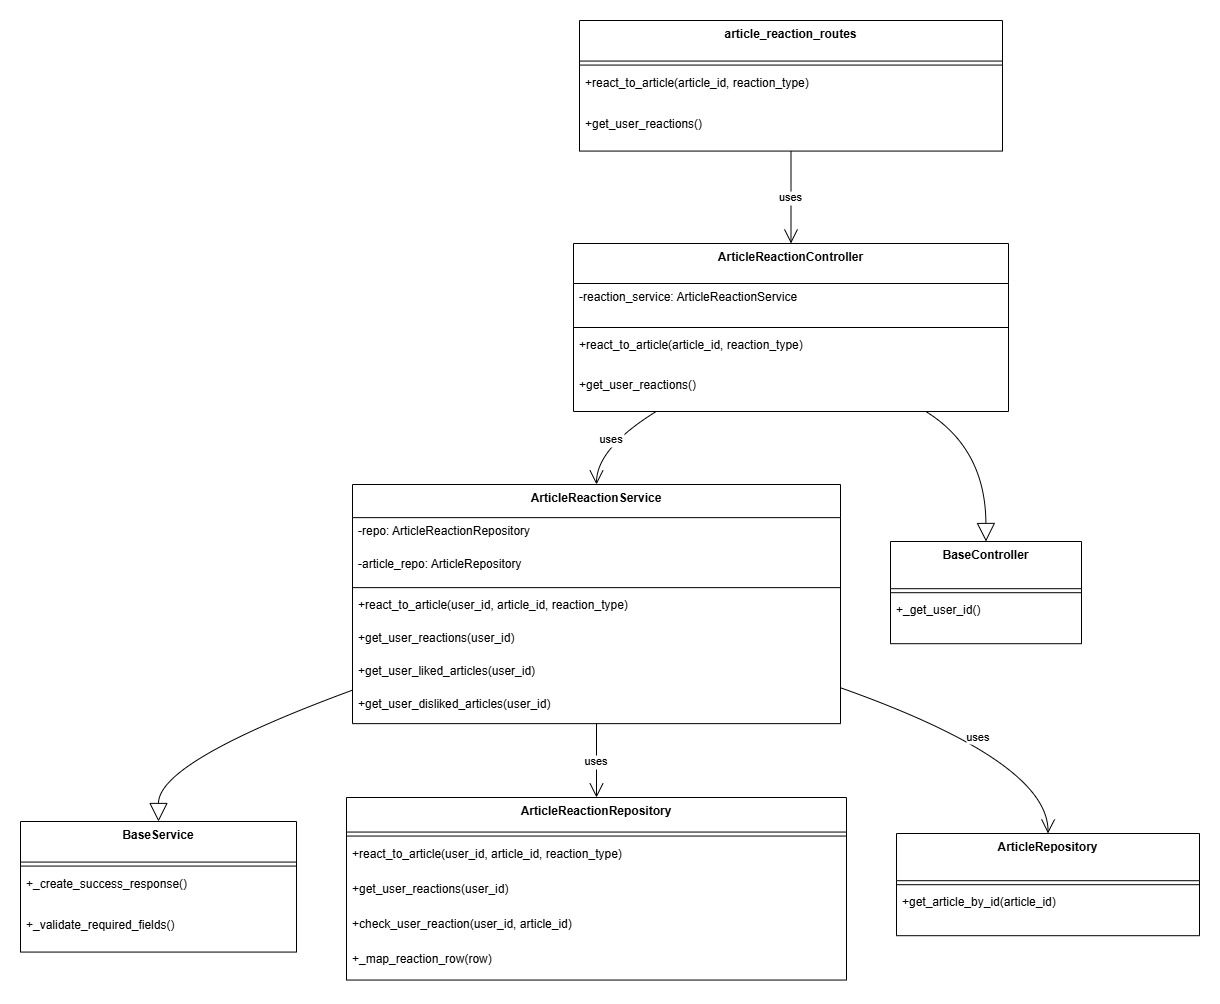 article_reaction_routes
+react_to_article(article_id, reaction_type)
+get_user_reactions()
uses
ArticleReactionController
-reaction_service: ArticleReactionService
+react_to_article(article_id, reaction_type)
+get_user_reactions()
uses
ArticleReactionService
-repo: ArticleReactionRepository
-article_repo: ArticleRepository
+react_to_article(user_id, article_id, reaction_type)
+get_user_reactions(user_id)
+get_user_liked_articles(user_id)
+get_user_disliked_articles(user_id)
BaseController
+_get_user_id()
uses
uses
BaseService
+_create_success_response()
+_validate_required_fields()
ArticleReactionRepository
+react_to_article(user_id, article_id, reaction_type)
+get_user_reactions(user_id)
+check_user_reaction(user_id, article_id)
+_map_reaction_row(row)
ArticleRepository
+get_article_by_id(article_id)